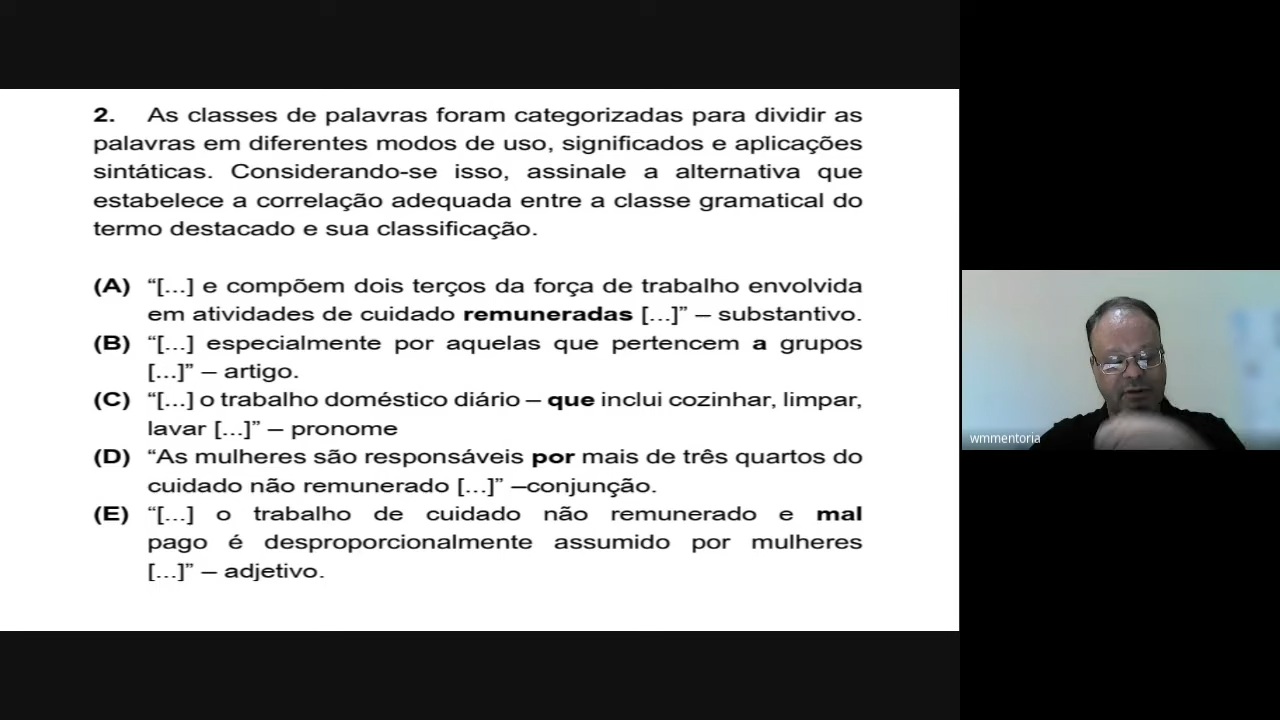 2. As classes de palavras foram categorizadas para dividir as
palavras em diferentes modos de uso, significados e aplicações
sintáticas. Considerando-se isso, assinale a alternativa que
estabelece a correlação adequada entre a classe gramatical do
termo destacado e sua classificação.
(A) “[...] e compõem dois terços da força de trabalho envolvida
em atividades de cuidado remuneradas [...]” – substantivo.
(B) “[...] especialmente por aquelas que pertencem a grupos
[...]” – artigo.
(C) “[...] o trabalho doméstico diário – que inclui cozinhar, limpar,
lavar [...]” – pronome
(D) “As mulheres são responsáveis por mais de três quartos do
cuidado não remunerado [...]” –conjunção.
(E) “[...] o trabalho de cuidado não remunerado e mal
pago é desproporcionalmente assumido por mulheres
[...]” – adjetivo.
wmmentoria